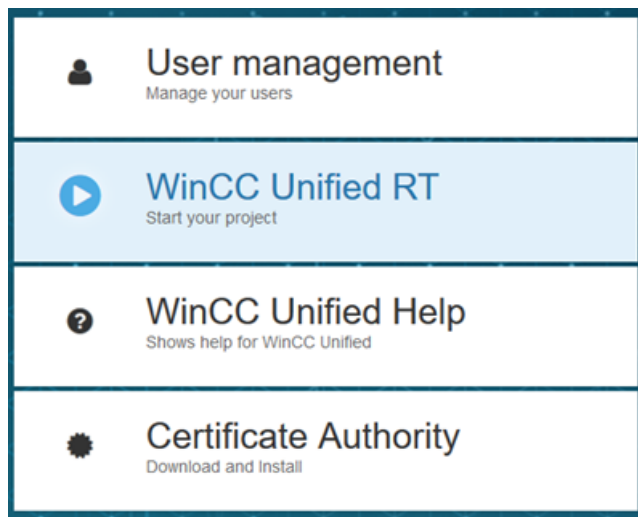 User management
Manage your users
WinCC Unified RT
Start your project
WinCC Unified Help
Shows help for WinCC Unified
Certificate Authority
Download and Install